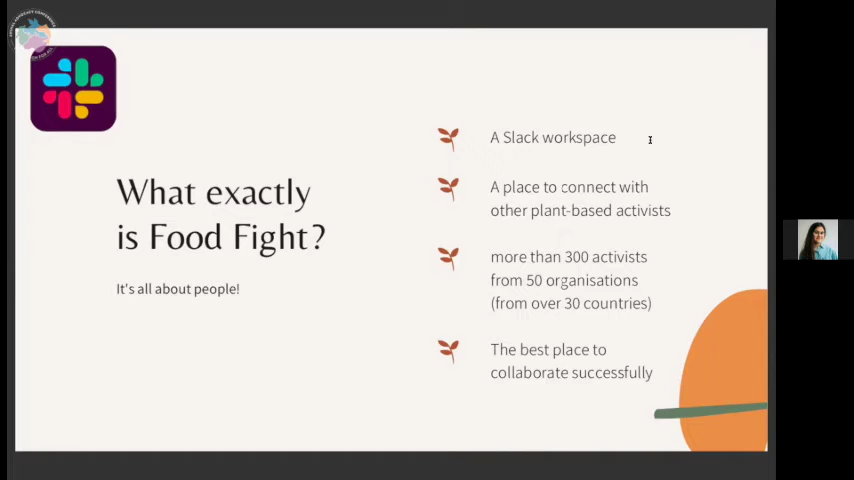 What exactly
is Food Fight?
It's all about people!
A Slack workspace
A place to connect with
other plant-based activists
more than 300 activists
from 50 organisations
(from over 30 countries)
The best place to
collaborate successfully